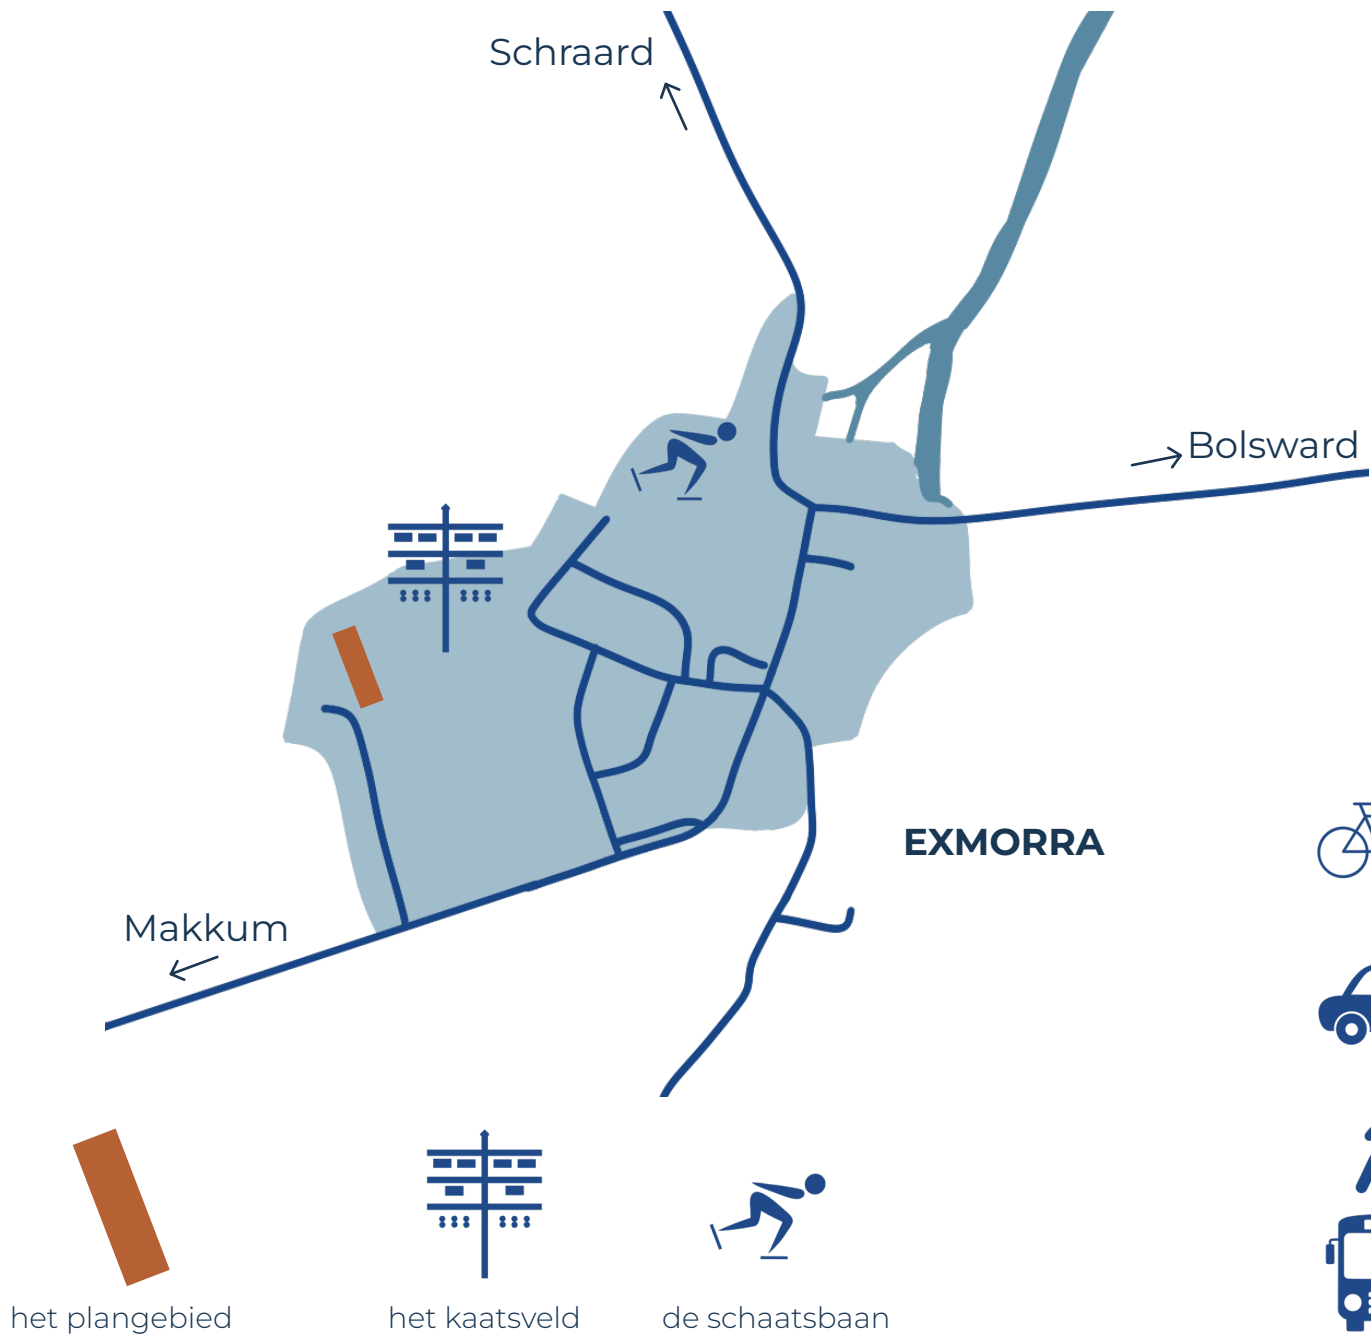 Schraard
Bolsward
EXMORRA
Makkum
het plangebied
het kaatsveld
de schaatsbaan